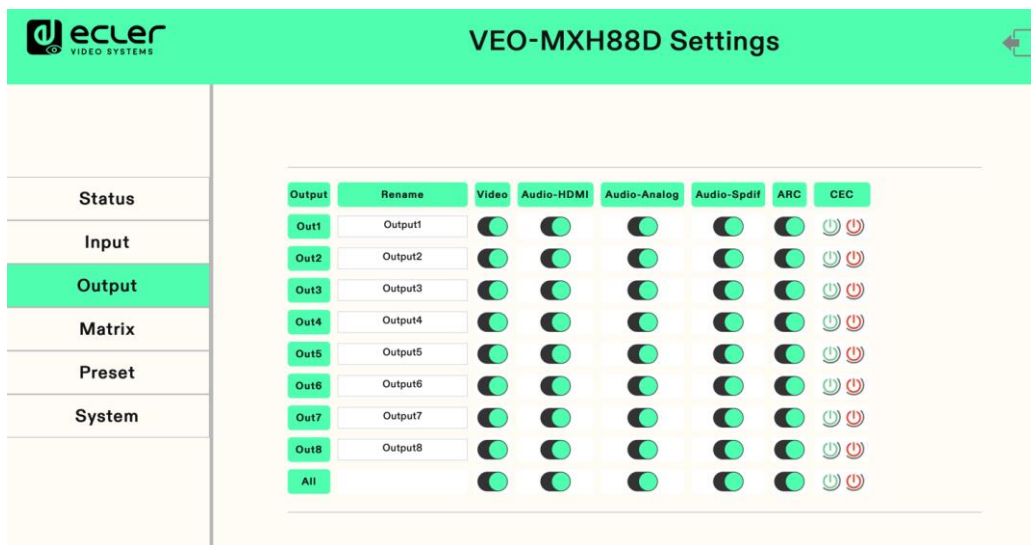 ecler
VIDEO SYSTEMS
VEO-MXH88D Settings
Status
Input
Output
Matrix
Preset
System
Output Rename Video Audio-HDMI Audio-Analog Audio-Spdif ARC CEC
Out1 Output1
Out2 Output2
Out3 Output3
Out4 Output4
Out5 Output5
Out6 Output6
Out7 Output7
Out8 Output8
All